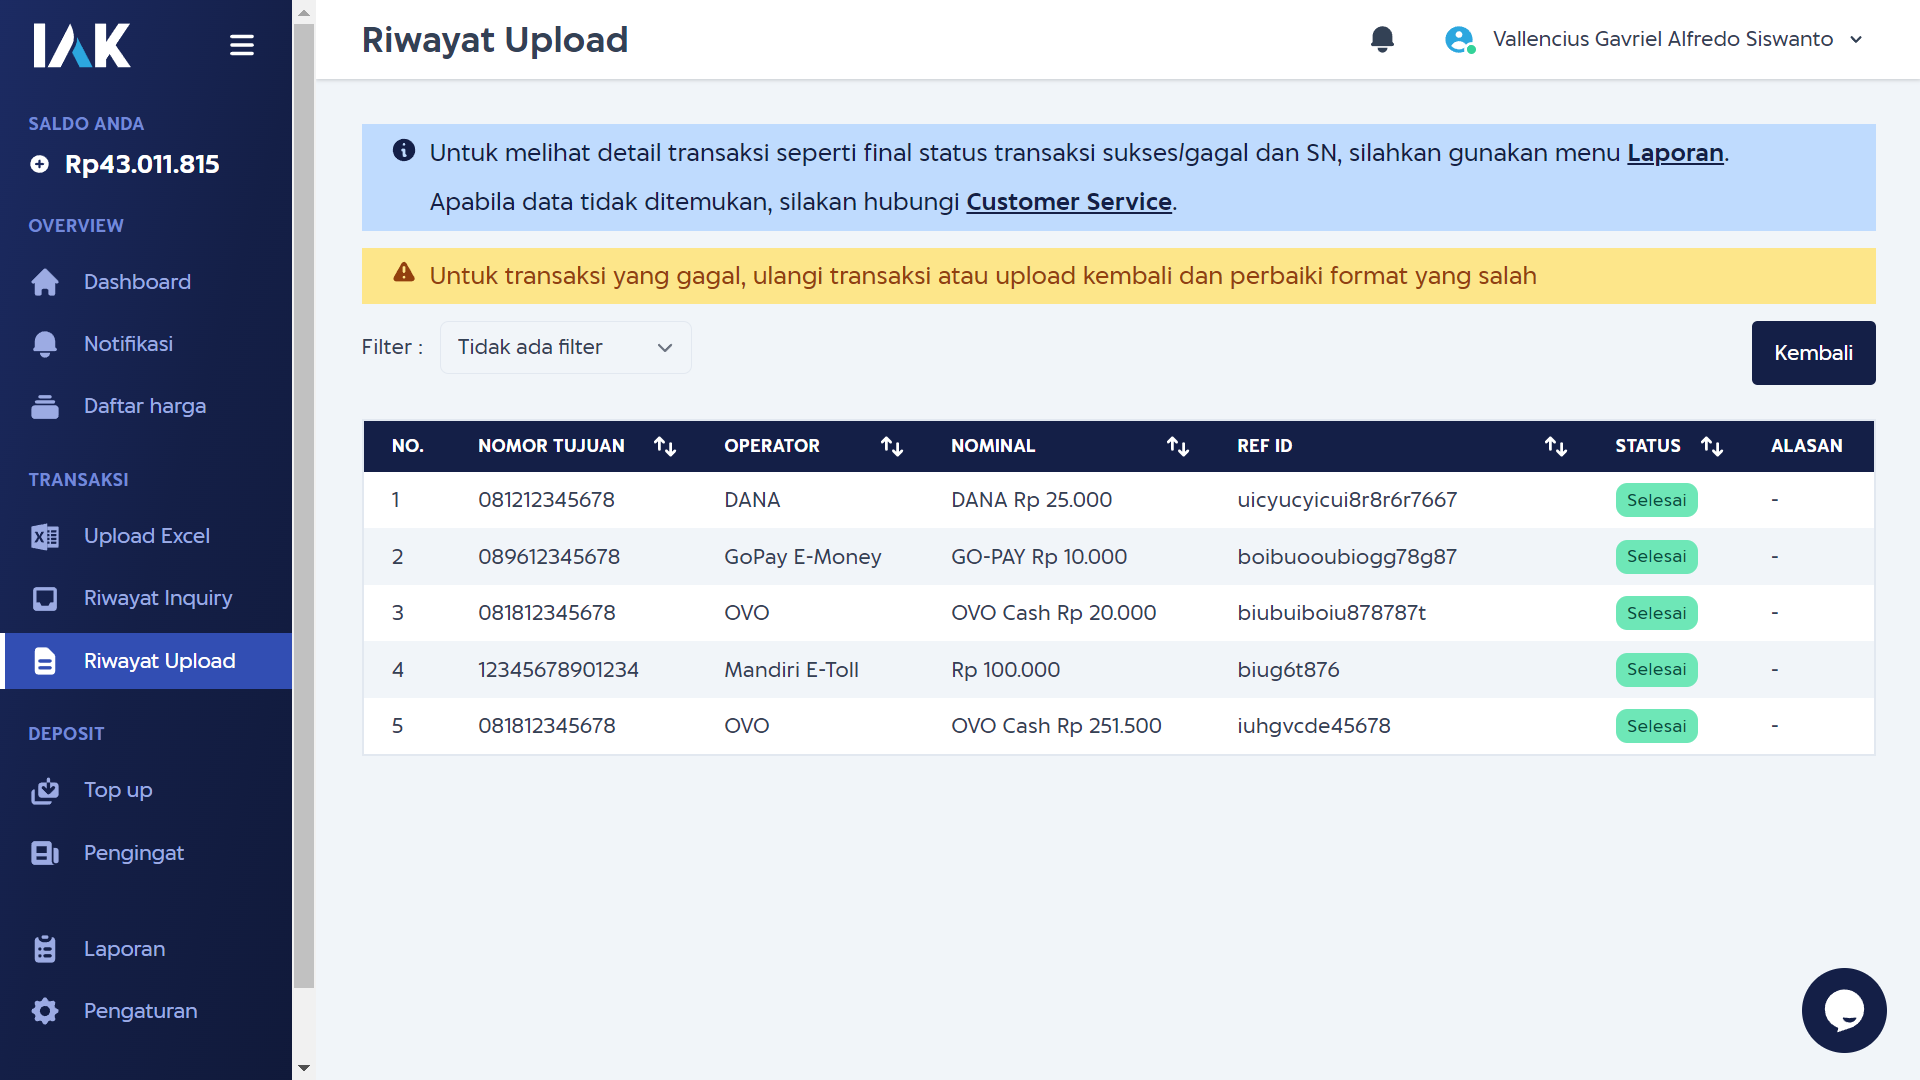 IAK
SALDO ANDA
Rp43.011.815
OVERVIEW
Dashboard
Notifikasi
Daftar harga
TRANSAKSI
Upload Excel
Riwayat Inquiry
Riwayat Upload
DEPOSIT
Top up
Pengingat
Laporan
Pengaturan
Riwayat Upload
Vallencius Gavriel Alfredo Siswanto
Untuk melihat detail transaksi seperti final status transaksi sukses/gagal dan SN, silahkan gunakan menu Laporan.
Apabila data tidak ditemukan, silakan hubungi Customer Service.
Untuk transaksi yang gagal, ulangi transaksi atau upload kembali dan perbaiki format yang salah
Filter : Tidak ada filter
Kembali
NO. NOMOR TUJUAN OPERATOR NOMINAL REF ID STATUS ALASAN
1 081212345678 DANA DANA Rp 25.000 uicyucyicui8r8r6r7667 Selesai -
2 089612345678 GoPay E-Money GO-PAY Rp 10.000 boibuooubiogg78g87 Selesai -
3 081812345678 OVO OVO Cash Rp 20.000 biubuiboiu878787t Selesai -
4 12345678901234 Mandiri E-Toll Rp 100.000 biug6t876 Selesai -
5 081812345678 OVO OVO Cash Rp 251.500 iuhgvcde45678 Selesai -